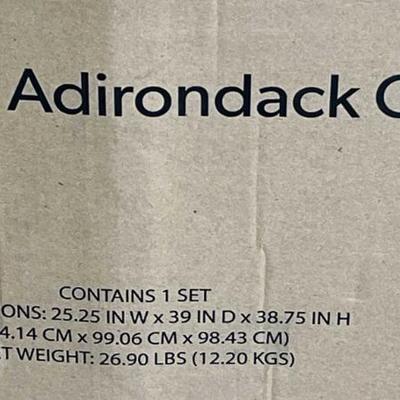 Adirondack C
CONTAINS 1 SET
ONS: 25.25 IN W x 39 IN D x 38.75 IN H
4.14 CM x 99.06 CM x 98.43 CM)
T WEIGHT: 26.90 LBS (12.20 KGS)